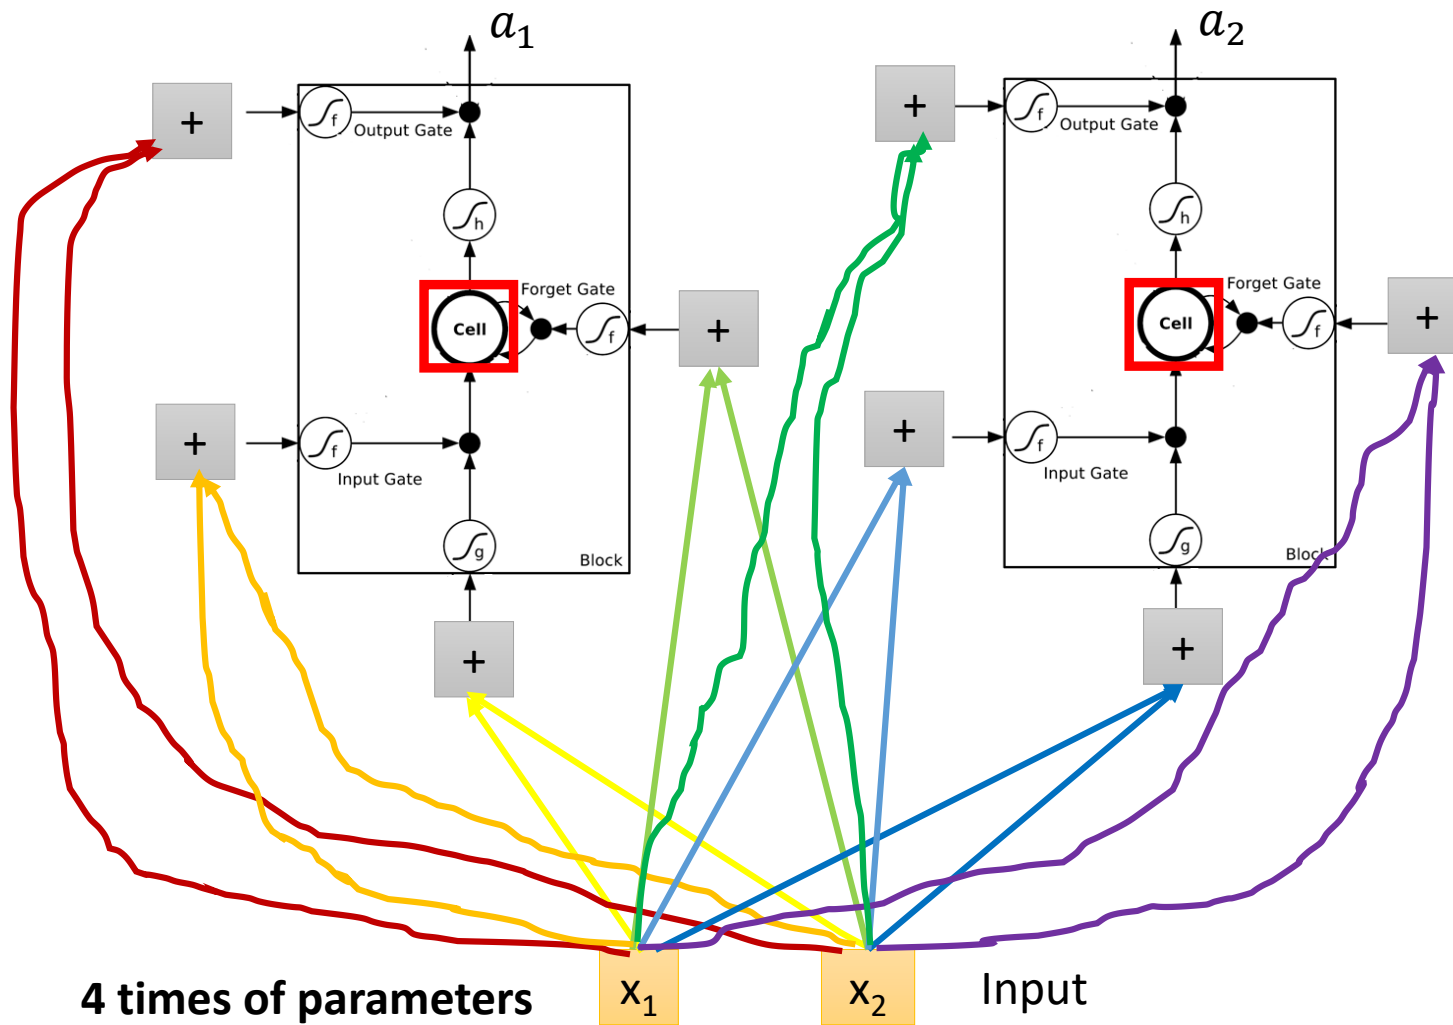 a₁
a₂
+
f
Output Gate
+
f
Output Gate
h
h
Forget Gate
Cell
f
+
Forget Gate
Cell
f
+
+
f
Input Gate
+
f
Input Gate
g
Block
g
Block
+
+
4 times of parameters
x₁
x₂
Input